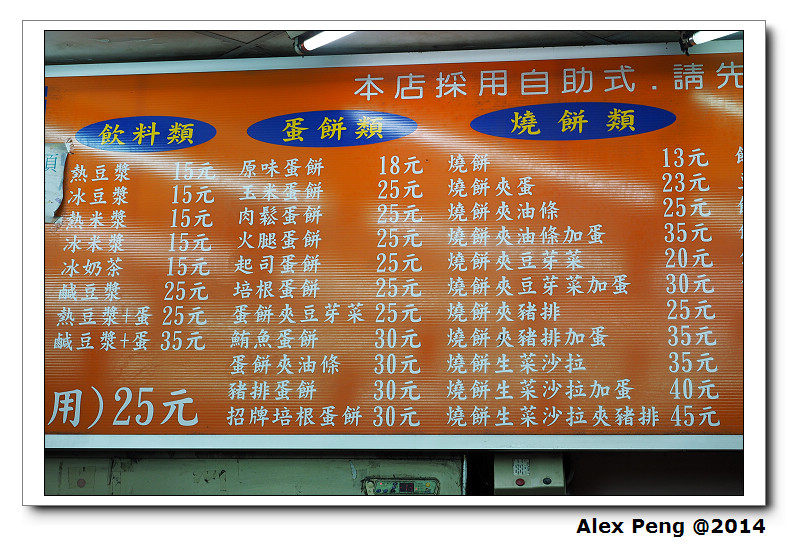 本店採用自助式.請先
飲料類
熱豆漿 15元
冰豆漿 15元
熱米漿 15元
冰米漿 15元
冰奶茶 15元
鹹豆漿 25元
熱豆漿+蛋 25元
鹹豆漿+蛋 35元
用)25元
蛋餅類
原味蛋餅 18元
玉米蛋餅 25元
肉鬆蛋餅 25元
火腿蛋餅 25元
起司蛋餅 25元
培根蛋餅 25元
蛋餅夾豆芽菜 25元
鮪魚蛋餅 30元
蛋餅夾油條 30元
豬排蛋餅 30元
招牌培根蛋餅 30元
燒餅類
燒餅 13元
燒餅夾蛋 23元
燒餅夾油條 25元
燒餅夾油條加蛋 35元
燒餅夾豆芽菜 20元
燒餅夾豆芽菜加蛋 30元
燒餅夾豬排 25元
燒餅夾豬排加蛋 35元
燒餅生菜沙拉 35元
燒餅生菜沙拉加蛋 40元
燒餅生菜沙拉夾豬排 45元
Alex Peng @2014